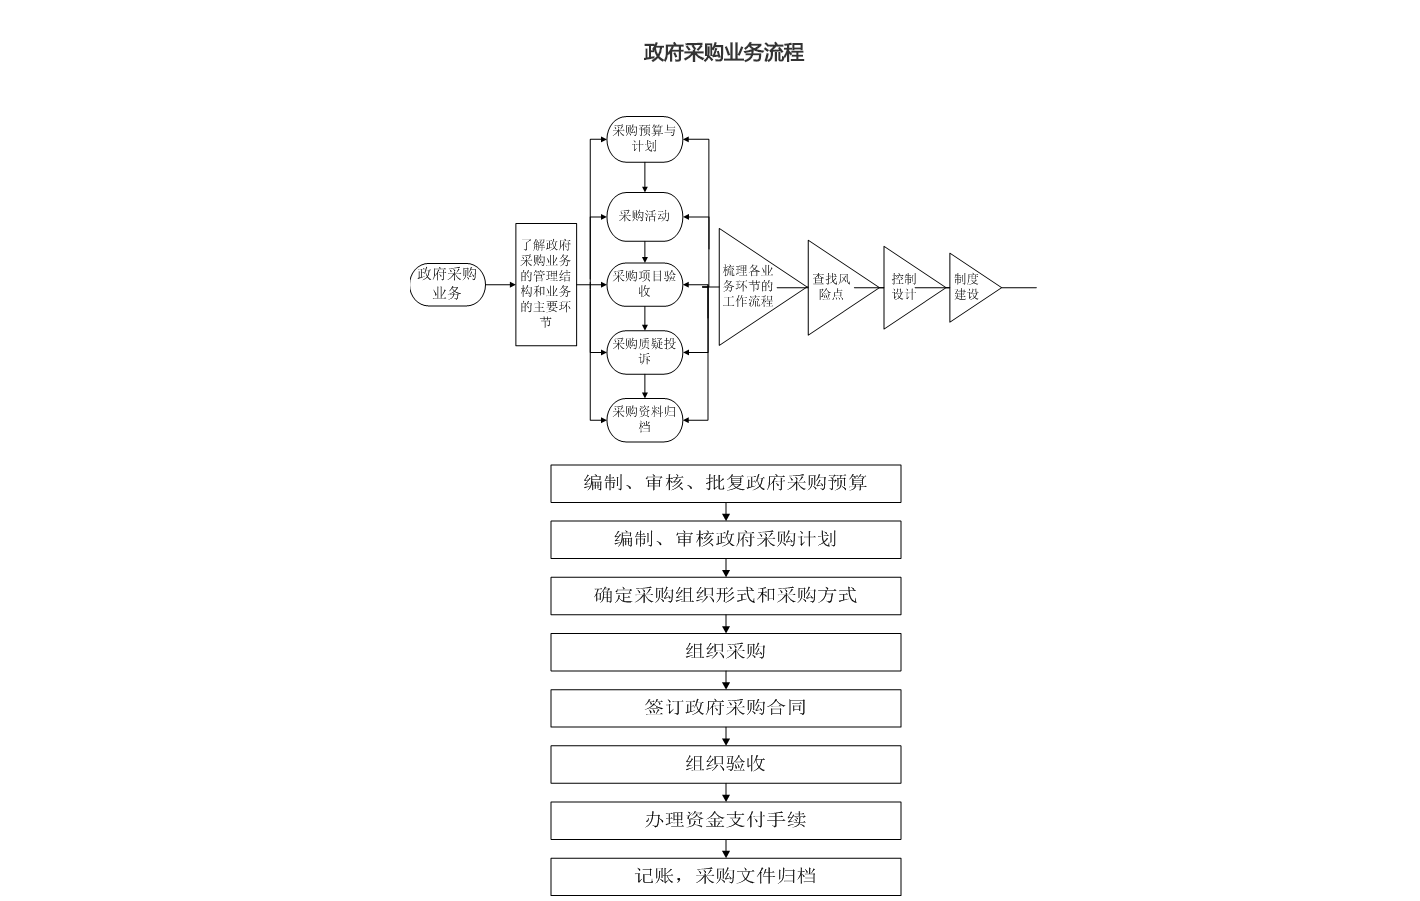 政府采购业务流程
采购预算与
计划
采购活动
采购项目验
收
采购质疑投
诉
采购资料归
档
政府采购
业务
了解政府
采购业务
的管理结
构和业务
的主要环
节
梳理各业
务环节的
工作流程
查找风
险点
控制
设计
制度
建设
编制、审核、批复政府采购预算
编制、审核政府采购计划
确定采购组织形式和采购方式
组织采购
签订政府采购合同
组织验收
办理资金支付手续
记账，采购文件归档